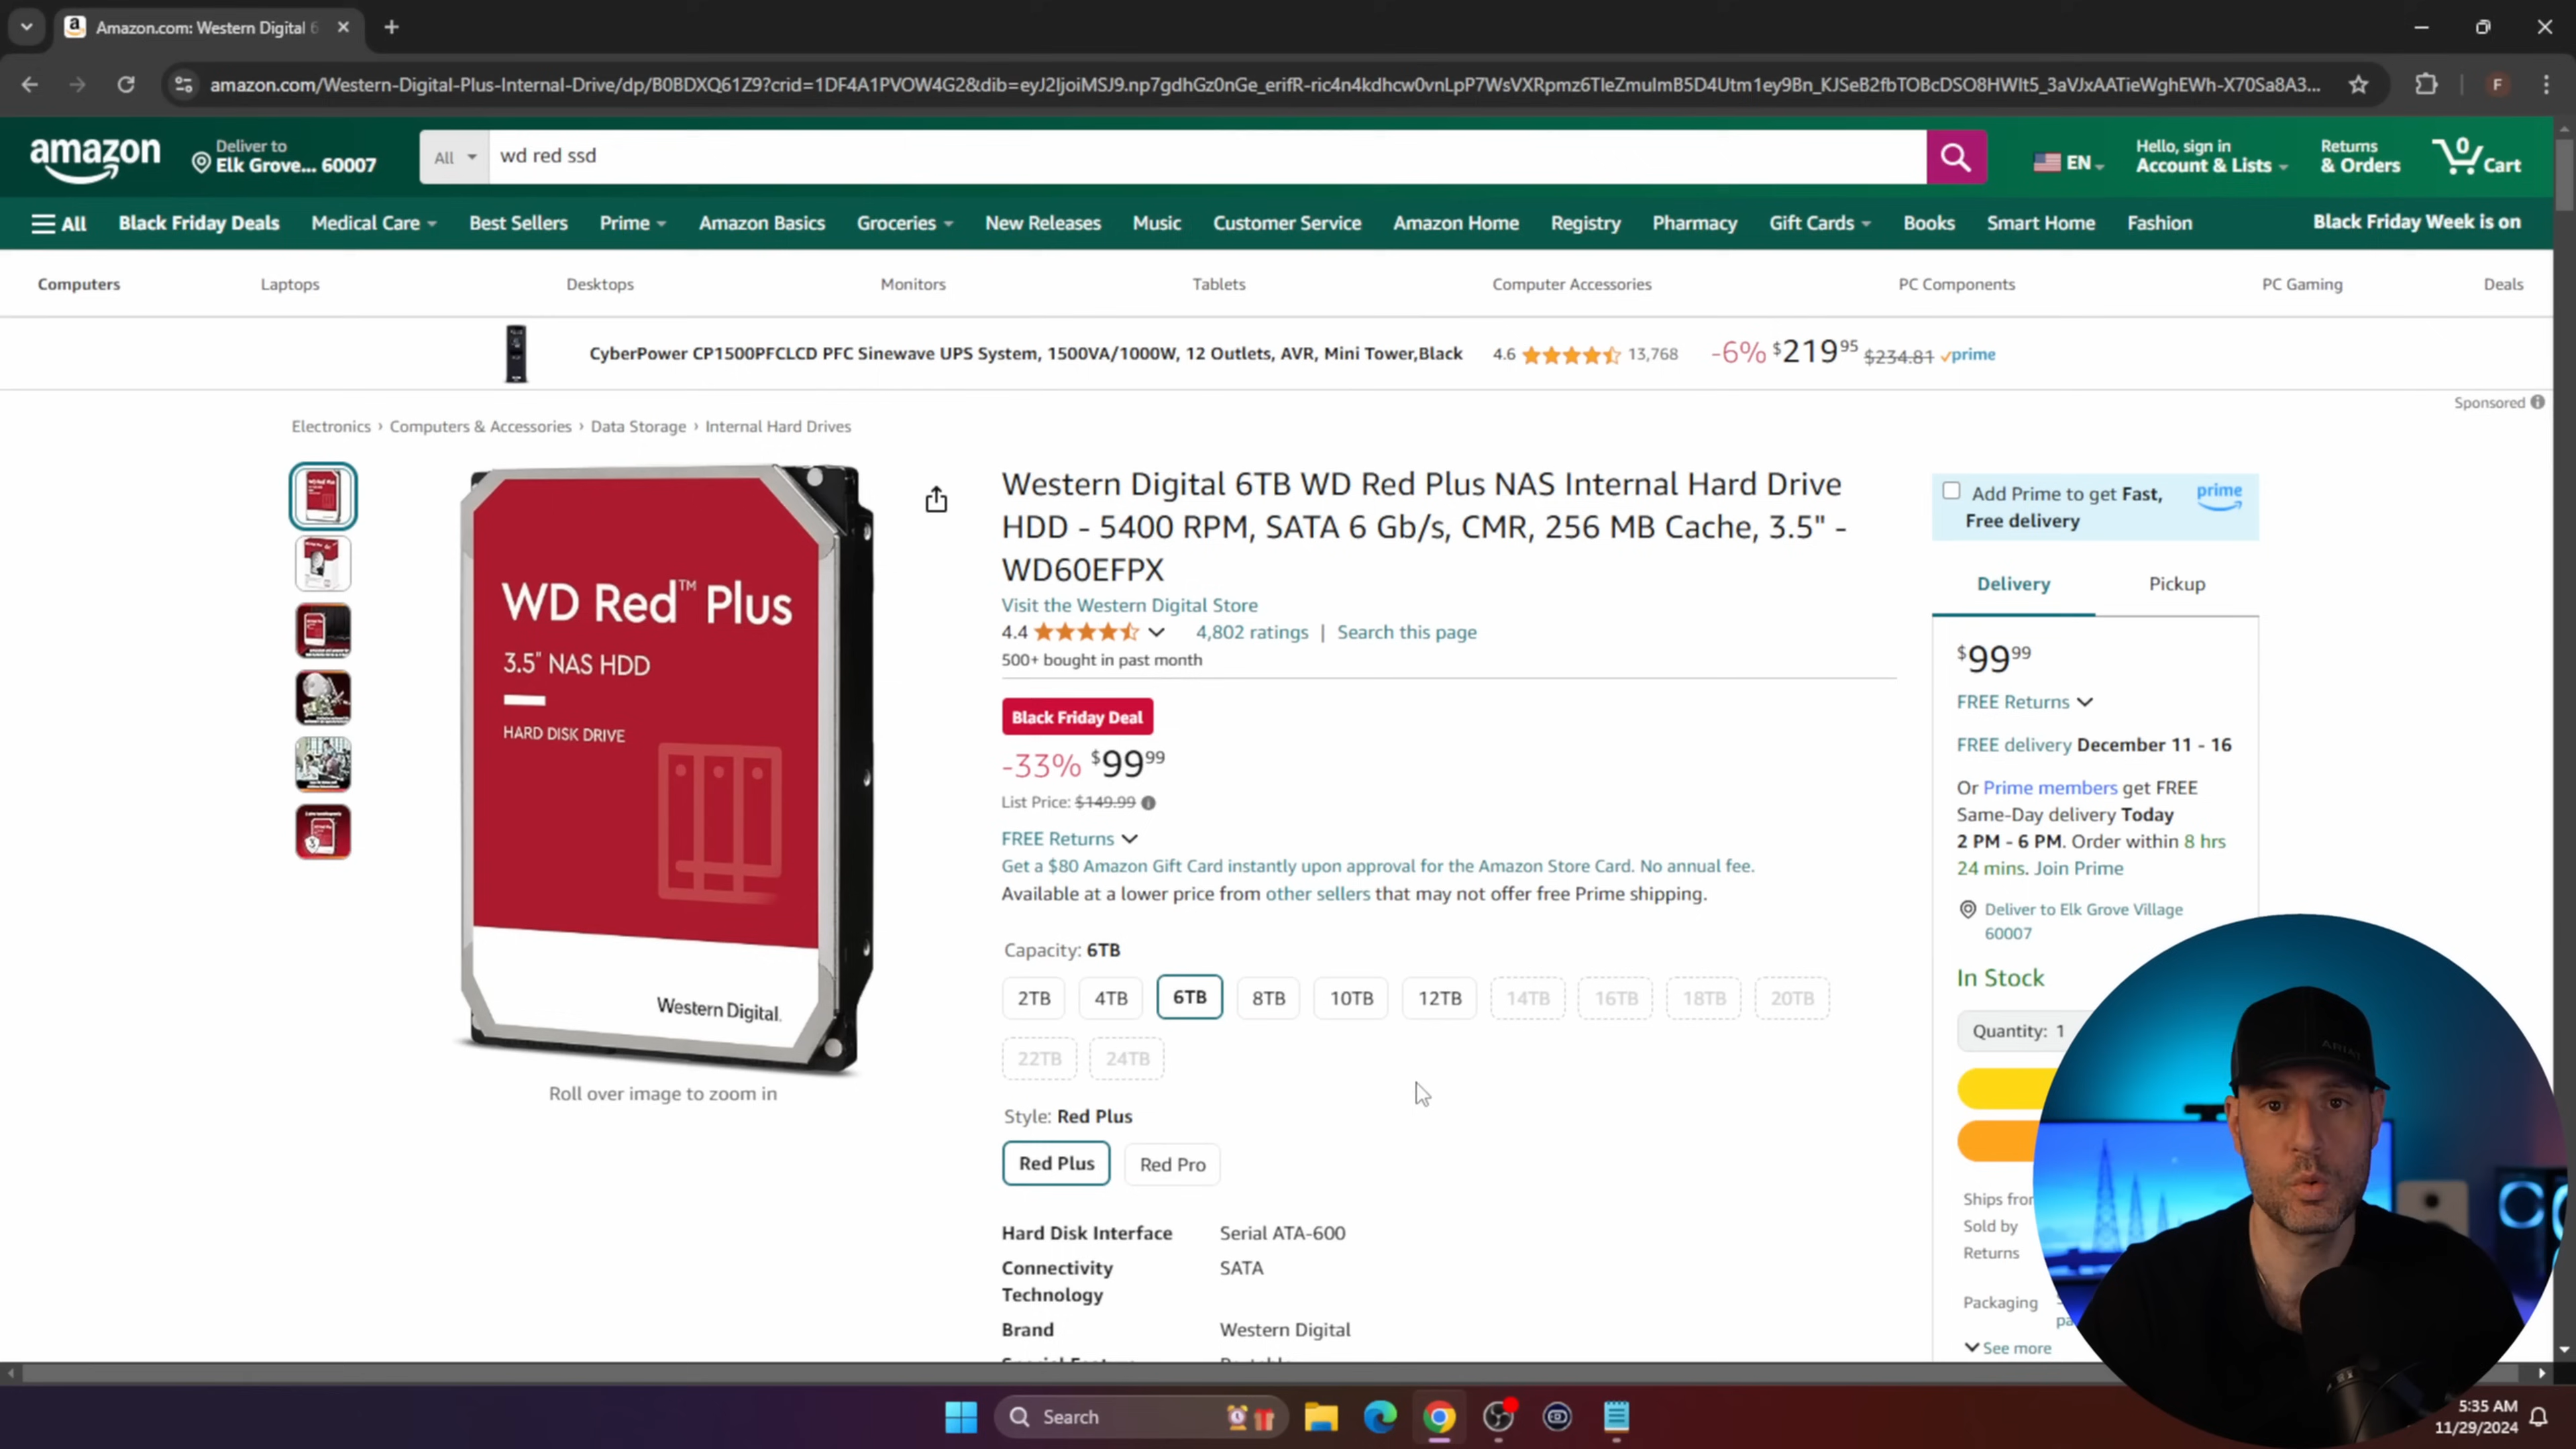 Amazon.com: Western Digital 6
amazon.com/Western-Digital-Plus-Internal-Drive/dp/B0BDXQ61Z9?crid=1DF4A1PVOW4G2&dib=eyJ2IjoiMSJ9.np7gdhGz0nGe_erifR-ric4n4kdhcw0vnLpP7WsVXRpmz6TleZmulmB5D4Utm1ey9Bn_KJSeB2fbTOBcDSO8HWIt5_3aVJxAATieWghEWh-X70Sa8A3...
F
amazon
Deliver to
Elk Grove... 60007
All
wd red ssd
EN
Hello, sign in
Account & Lists
Returns
& Orders
0
Cart
All Black Friday Deals Medical Care Best Sellers Prime Amazon Basics Groceries New Releases Music Customer Service Amazon Home Registry Pharmacy Gift Cards Books Smart Home Fashion Black Friday Week is on
Computers Laptops Desktops Monitors Tablets Computer Accessories PC Components PC Gaming Deals
CyberPower CP1500PFCLCD PFC Sinewave UPS System, 1500VA/1000W, 12 Outlets, AVR, Mini Tower,Black 4.6 13,768 -6% $219.95 $234.81 prime
Sponsored
Electronics › Computers & Accessories › Data Storage › Internal Hard Drives
WD Red™ Plus
3.5" NAS HDD
HARD DISK DRIVE
Western Digital.
Roll over image to zoom in
Western Digital 6TB WD Red Plus NAS Internal Hard Drive
HDD - 5400 RPM, SATA 6 Gb/s, CMR, 256 MB Cache, 3.5" -
WD60EFPX
Visit the Western Digital Store
4.4 4,802 ratings | Search this page
500+ bought in past month
Black Friday Deal
-33% $99.99
List Price: $149.99
FREE Returns
Get a $80 Amazon Gift Card instantly upon approval for the Amazon Store Card. No annual fee.
Available at a lower price from other sellers that may not offer free Prime shipping.
Capacity: 6TB
2TB 4TB 6TB 8TB 10TB 12TB 14TB 16TB 18TB 20TB
22TB 24TB
Style: Red Plus
Red Plus Red Pro
Hard Disk Interface Serial ATA-600
Connectivity SATA
Technology
Brand Western Digital
Add Prime to get Fast,
Free delivery
prime
Delivery Pickup
$99.99
FREE Returns
FREE delivery December 11 - 16
Or Prime members get FREE
Same-Day delivery Today
2 PM - 6 PM. Order within 8 hrs
24 mins. Join Prime
Deliver to Elk Grove Village
60007
In Stock
Quantity: 1
Ships from
Sold by
Returns
Packaging
See more
ARIAT
Search
5:35 AM
11/29/2024